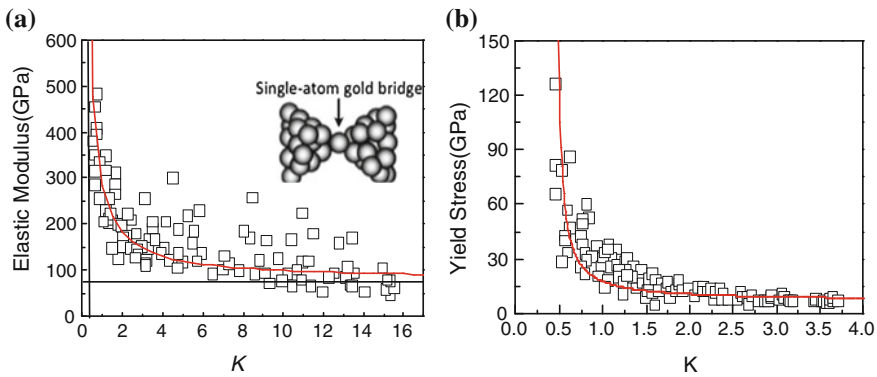 (a)
600
500
400
300
200
100
0
Elastic Modulus(GPa)
Single-atom gold bridge
2 4 6 8 10 12 14 16
K
(b)
150
120
90
60
30
0
Yield Stress(GPa)
0.0 0.5 1.0 1.5 2.0 2.5 3.0 3.5 4.0
K